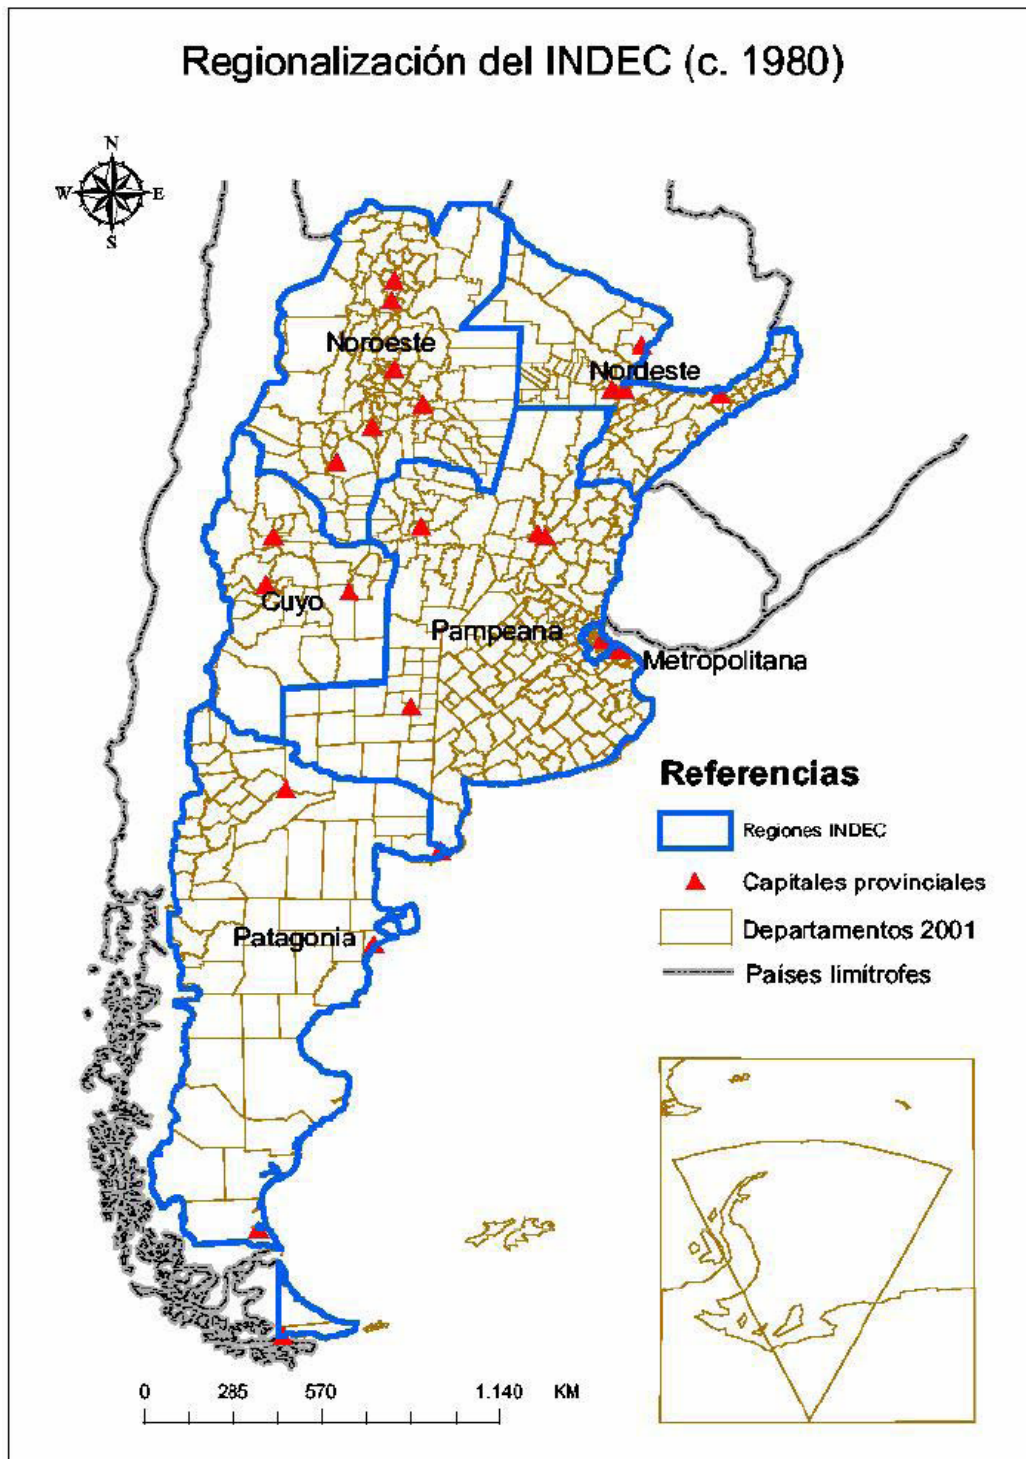 Regionalización del INDEC (c. 1980)
N
W E
S
Noroeste
Nordeste
Cuyo
Pampeana
Metropolitana
Patagonia
Referencias
Regiones INDEC
Capitales provinciales
Departamentos 2001
Países limítrofes
0 285 570 1.140 KM